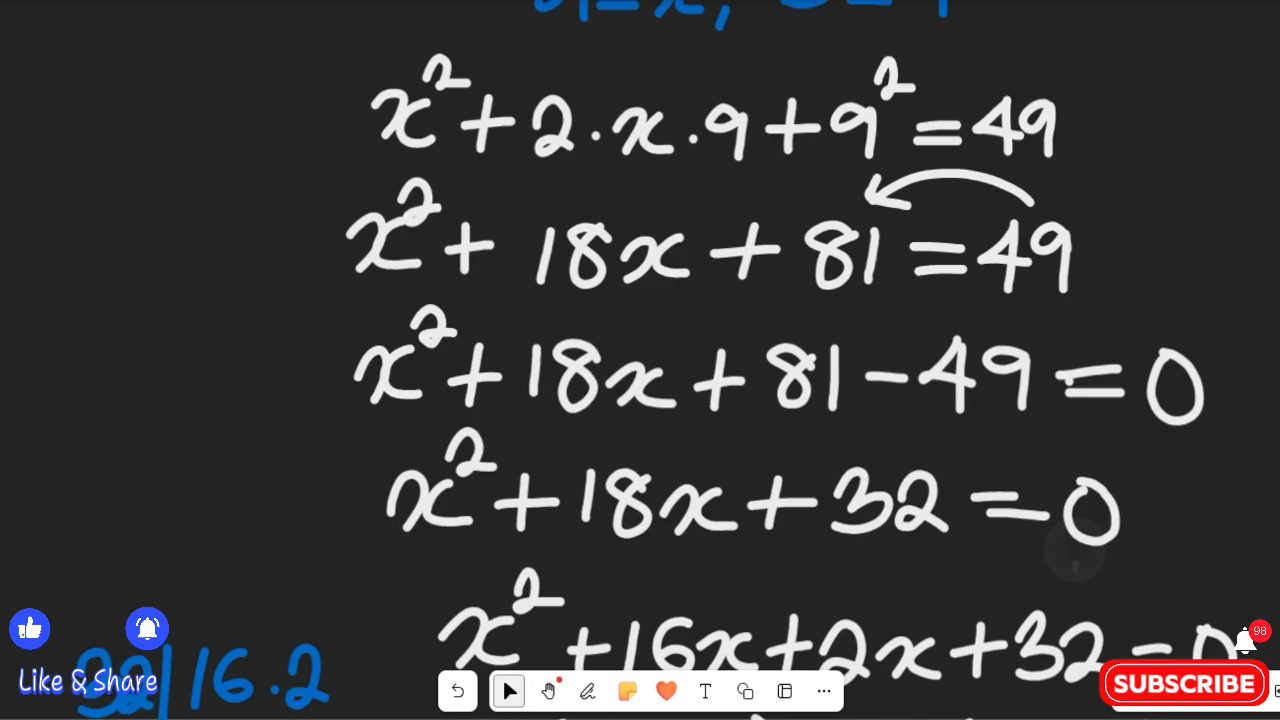 x² + 2 · x · 9 + 9² = 49
x² + 18x + 81 = 49
x² + 18x + 81 - 49 = 0
x² + 18x + 32 = 0
x² + 16x + 2x + 32 = 0
32 | 16 . 2
Like & Share
T
98
SUBSCRIBE